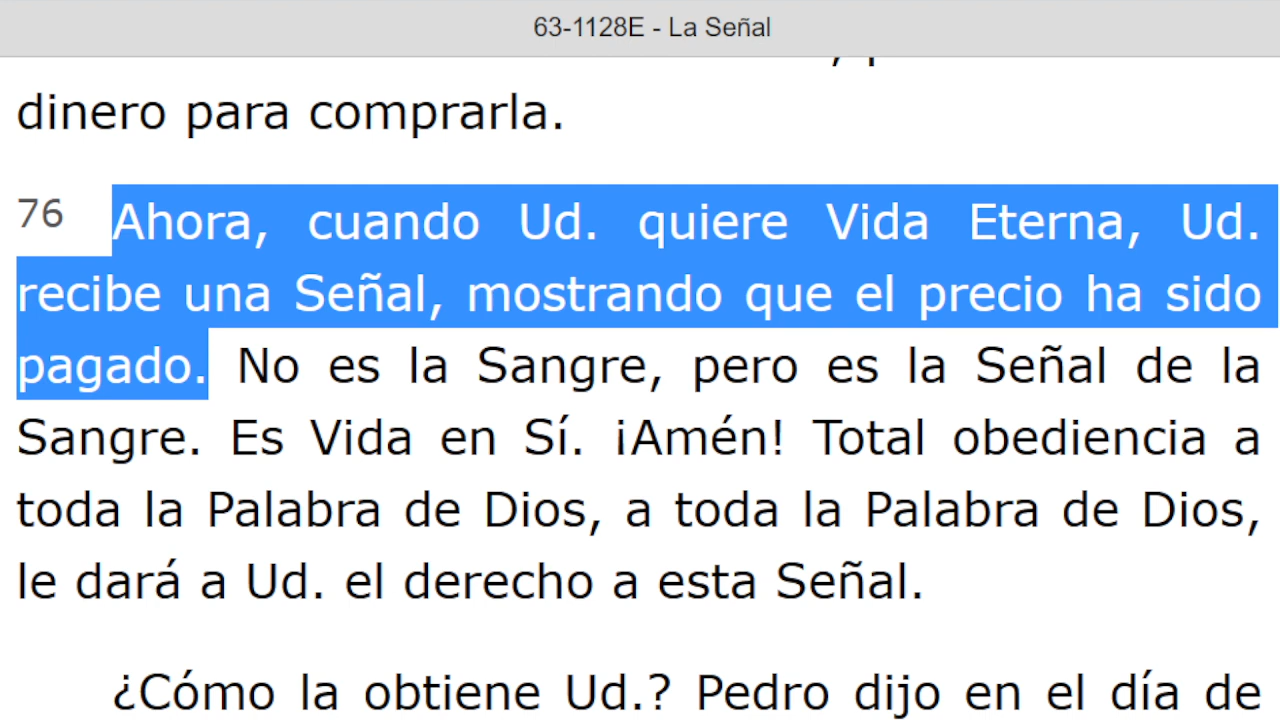 63-1128E - La Señal
dinero para comprarla.
76 Ahora, cuando Ud. quiere Vida Eterna, Ud.
recibe una Señal, mostrando que el precio ha sido
pagado. No es la Sangre, pero es la Señal de la
Sangre. Es Vida en Sí. ¡Amén! Total obediencia a
toda la Palabra de Dios, a toda la Palabra de Dios,
le dará a Ud. el derecho a esta Señal.
¿Cómo la obtiene Ud.? Pedro dijo en el día de